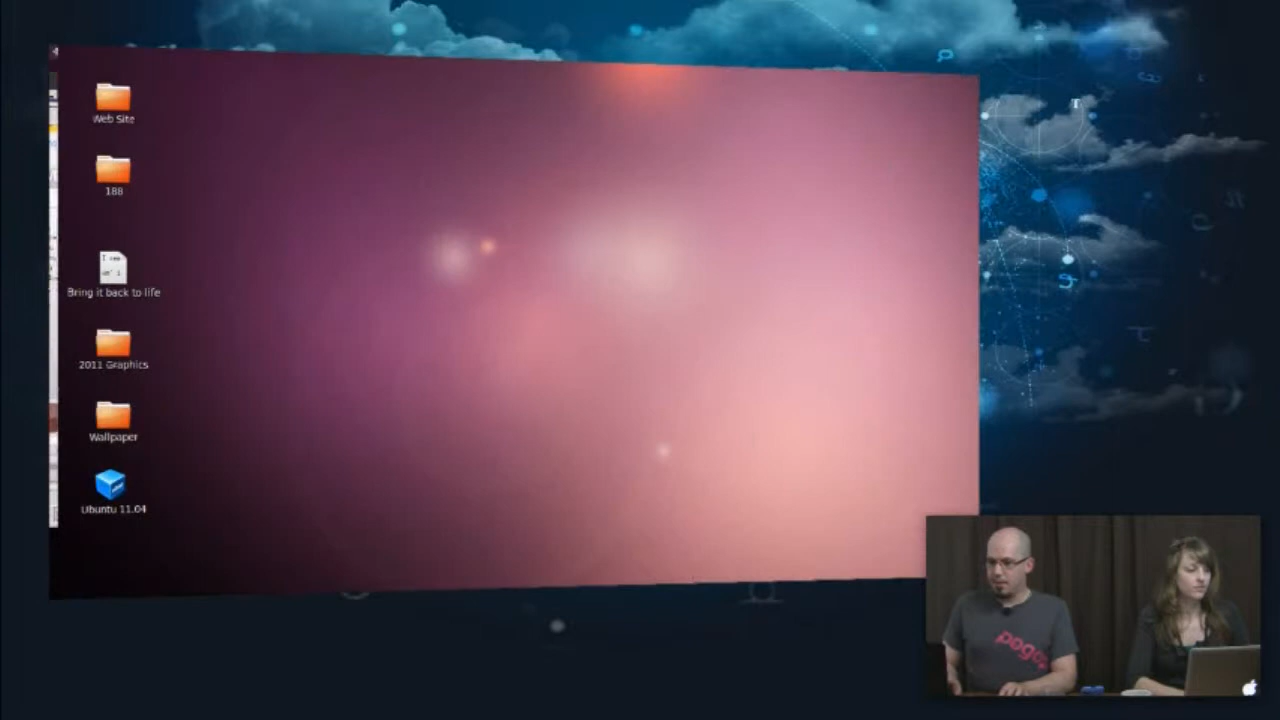 Web Site
188
Bring it back to life
2011 Graphics
Wallpaper
Ubuntu 11.04
pogo